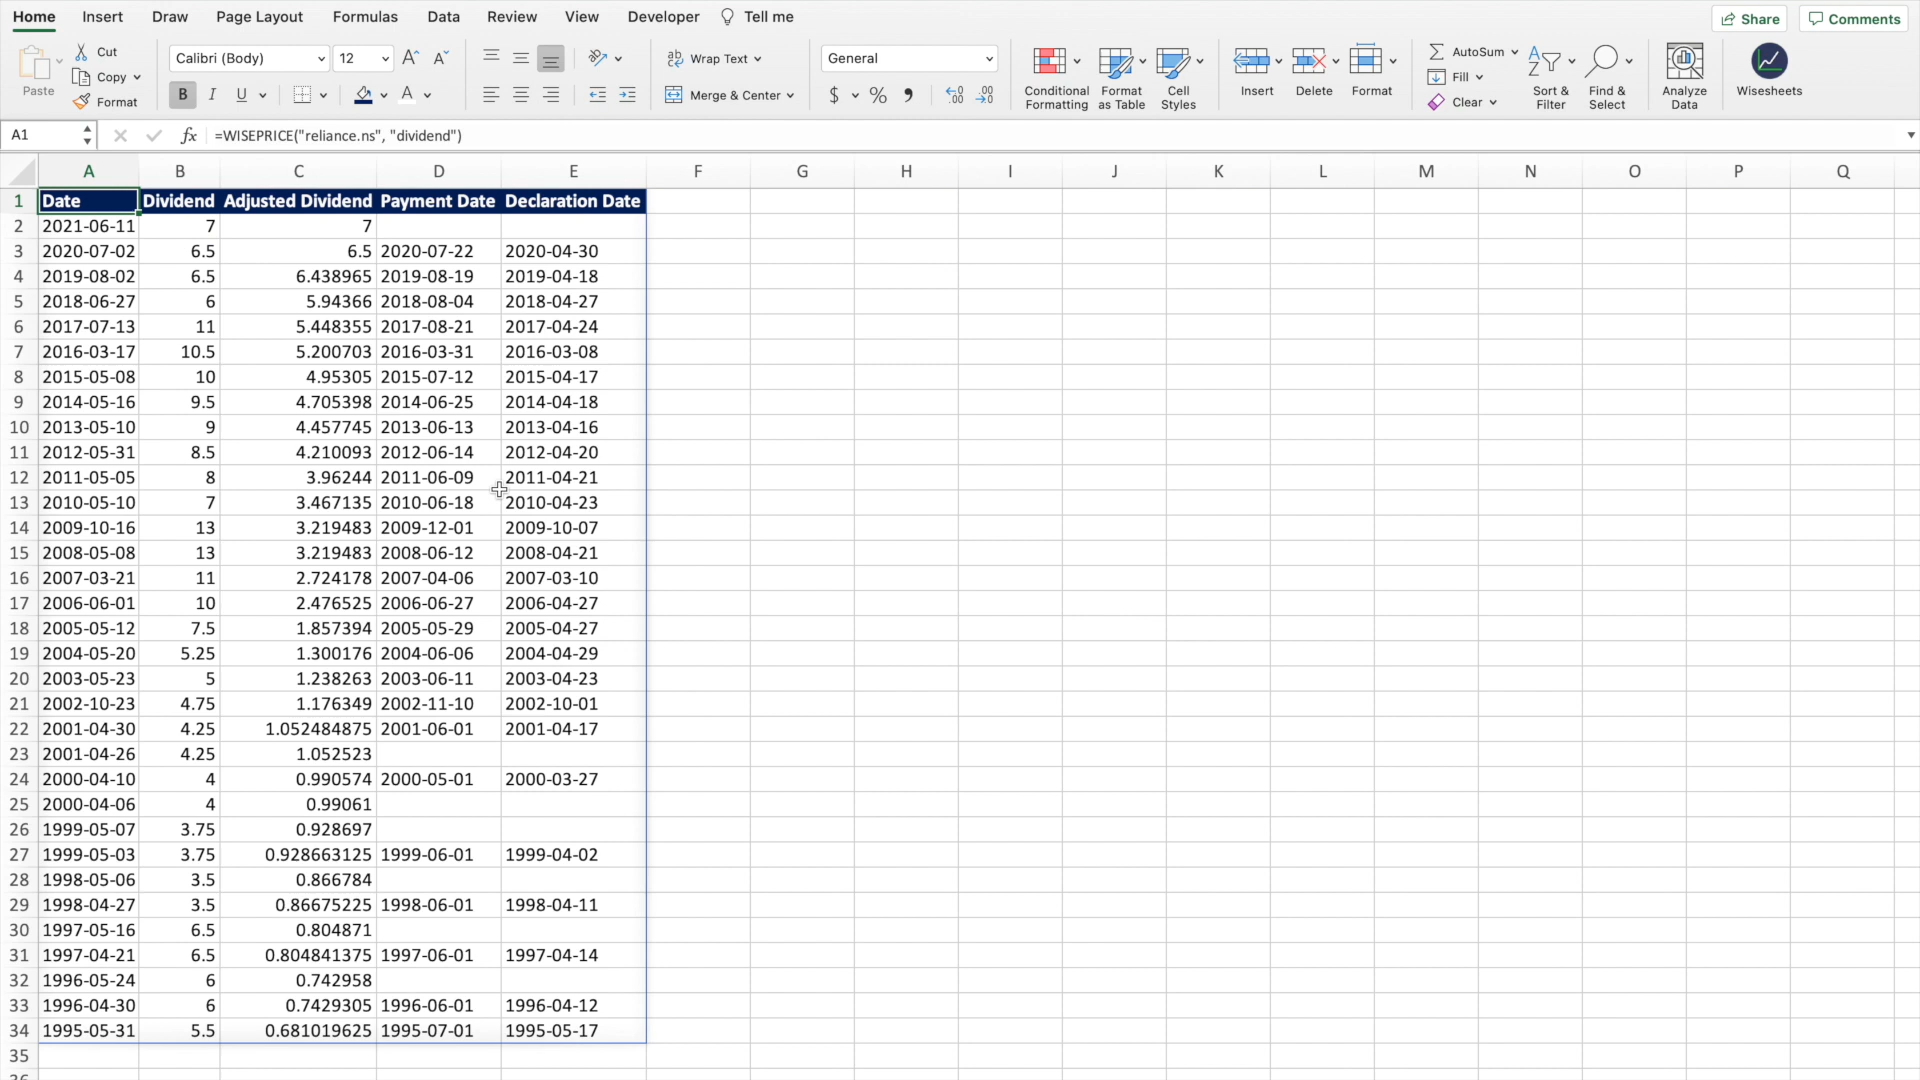 Home Insert Draw Page Layout Formulas Data Review View Developer Tell me Share Comments
Paste Cut Copy Format Calibri (Body) 12 Wrap Text General Conditional Formatting Format as Table Cell Styles Insert Delete Format AutoSum Fill Clear Sort & Filter Find & Select Analyze Data Wisesheets
B I U Merge & Center $ %
A1 fx =WISEPRICE("reliance.ns", "dividend")
A B C D E F G H I J K L M N O P Q
1 Date Dividend Adjusted Dividend Payment Date Declaration Date
2 2021-06-11 7 7
3 2020-07-02 6.5 6.5 2020-07-22 2020-04-30
4 2019-08-02 6.5 6.438965 2019-08-19 2019-04-18
5 2018-06-27 6 5.94366 2018-08-04 2018-04-27
6 2017-07-13 11 5.448355 2017-08-21 2017-04-24
7 2016-03-17 10.5 5.200703 2016-03-31 2016-03-08
8 2015-05-08 10 4.95305 2015-07-12 2015-04-17
9 2014-05-16 9.5 4.705398 2014-06-25 2014-04-18
10 2013-05-10 9 4.457745 2013-06-13 2013-04-16
11 2012-05-31 8.5 4.210093 2012-06-14 2012-04-20
12 2011-05-05 8 3.96244 2011-06-09 2011-04-21
13 2010-05-10 7 3.467135 2010-06-18 2010-04-23
14 2009-10-16 13 3.219483 2009-12-01 2009-10-07
15 2008-05-08 13 3.219483 2008-06-12 2008-04-21
16 2007-03-21 11 2.724178 2007-04-06 2007-03-10
17 2006-06-01 10 2.476525 2006-06-27 2006-04-27
18 2005-05-12 7.5 1.857394 2005-05-29 2005-04-27
19 2004-05-20 5.25 1.300176 2004-06-06 2004-04-29
20 2003-05-23 5 1.238263 2003-06-11 2003-04-23
21 2002-10-23 4.75 1.176349 2002-11-10 2002-10-01
22 2001-04-30 4.25 1.052484875 2001-06-01 2001-04-17
23 2001-04-26 4.25 1.052523
24 2000-04-10 4 0.990574 2000-05-01 2000-03-27
25 2000-04-06 4 0.99061
26 1999-05-07 3.75 0.928697
27 1999-05-03 3.75 0.928663125 1999-06-01 1999-04-02
28 1998-05-06 3.5 0.866784
29 1998-04-27 3.5 0.86675225 1998-06-01 1998-04-11
30 1997-05-16 6.5 0.804871
31 1997-04-21 6.5 0.804841375 1997-06-01 1997-04-14
32 1996-05-24 6 0.742958
33 1996-04-30 6 0.7429305 1996-06-01 1996-04-12
34 1995-05-31 5.5 0.681019625 1995-07-01 1995-05-17
35